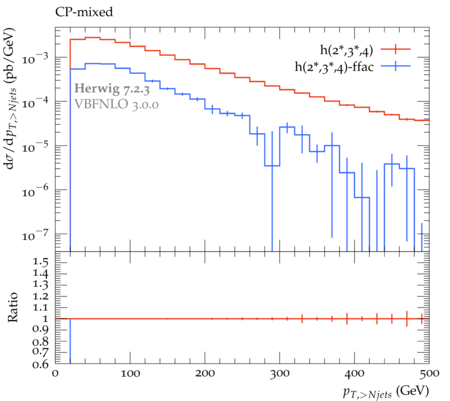 CP-mixed
dσ/dp_{T,>Njets} (pb/GeV)
10^{-3}
10^{-4}
10^{-5}
10^{-6}
10^{-7}
h(2*,3*,4)
h(2*,3*,4)-ffac
Herwig 7.2.3
VBFNLO 3.0.0
Ratio
1.5
1.4
1.3
1.2
1.1
1
0.9
0.8
0.7
0.6
0 100 200 300 400 500
p_{T,>Njets} (GeV)